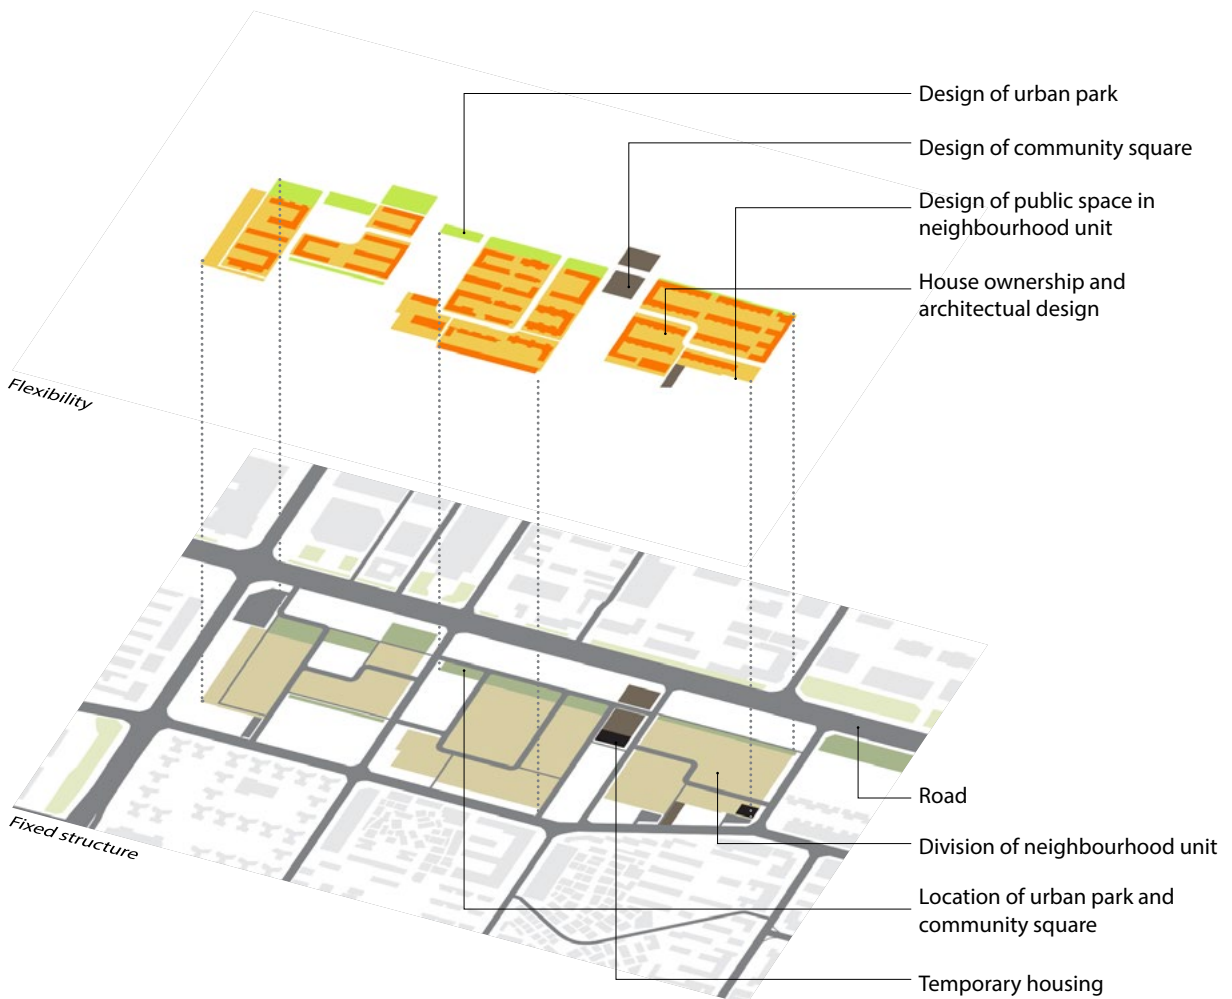 Design of urban park
Design of community square
Design of public space in
neighbourhood unit
House ownership and
architectual design
Flexibility
Road
Fixed structure
Division of neighbourhood unit
Location of urban park and
community square
Temporary housing